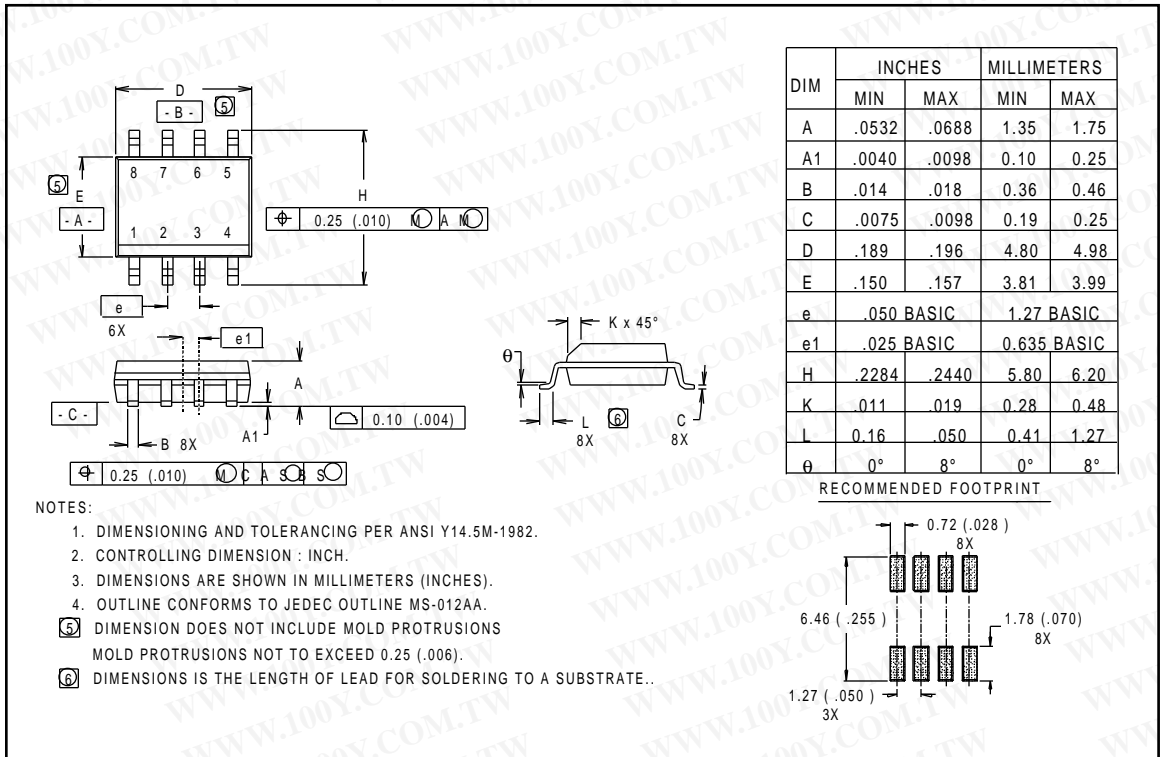 D
- B -
5
8 7 6 5
5
E
H
- A -
0.25 (.010) M A M
1 2 3 4
e
6X
e1
K x 45°
θ
A
- C -
0.10 (.004)
B 8X
A1
L
8X
6
C
8X
0.25 (.010) M C A S B S
DIM INCHES MILLIMETERS
MIN MAX MIN MAX
A .0532 .0688 1.35 1.75
A1 .0040 .0098 0.10 0.25
B .014 .018 0.36 0.46
C .0075 .0098 0.19 0.25
D .189 .196 4.80 4.98
E .150 .157 3.81 3.99
e .050 BASIC 1.27 BASIC
e1 .025 BASIC 0.635 BASIC
H .2284 .2440 5.80 6.20
K .011 .019 0.28 0.48
L 0.16 .050 0.41 1.27
θ 0° 8° 0° 8°
RECOMMENDED FOOTPRINT
0.72 (.028 )
8X
6.46 ( .255 )
1.78 (.070)
8X
1.27 ( .050 )
3X
NOTES:
1. DIMENSIONING AND TOLERANCING PER ANSI Y14.5M-1982.
2. CONTROLLING DIMENSION : INCH.
3. DIMENSIONS ARE SHOWN IN MILLIMETERS (INCHES).
4. OUTLINE CONFORMS TO JEDEC OUTLINE MS-012AA.
5 DIMENSION DOES NOT INCLUDE MOLD PROTRUSIONS
MOLD PROTRUSIONS NOT TO EXCEED 0.25 (.006).
6 DIMENSIONS IS THE LENGTH OF LEAD FOR SOLDERING TO A SUBSTRATE..
WWW.100Y.COM.TW